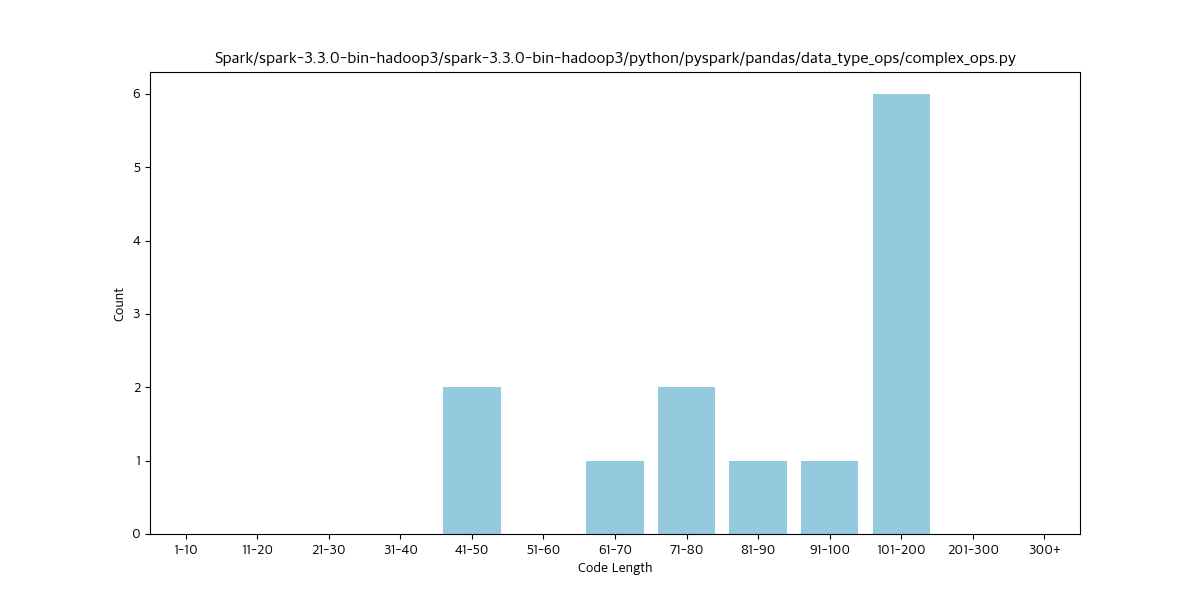 Spark/spark-3.3.0-bin-hadoop3/spark-3.3.0-bin-hadoop3/python/pyspark/pandas/data_type_ops/complex_ops.py
6
5
4
3
2
1
0
Count
1-10 11-20 21-30 31-40 41-50 51-60 61-70 71-80 81-90 91-100 101-200 201-300 300+
Code Length